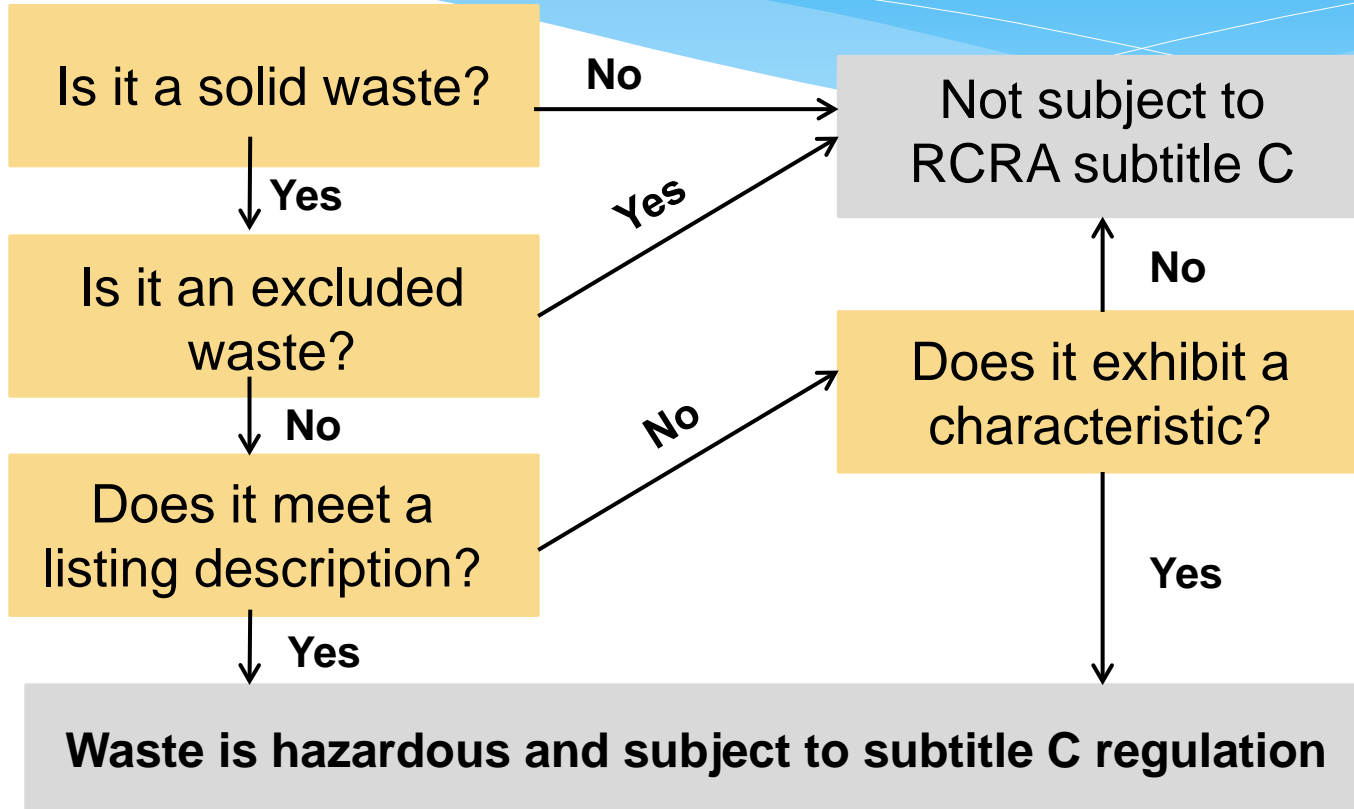 Is it a solid waste?
No
Not subject to
RCRA subtitle C
Yes
Yes
Is it an excluded
waste?
No
No
Does it exhibit a
characteristic?
No
Does it meet a
listing description?
Yes
Yes
Waste is hazardous and subject to subtitle C regulation